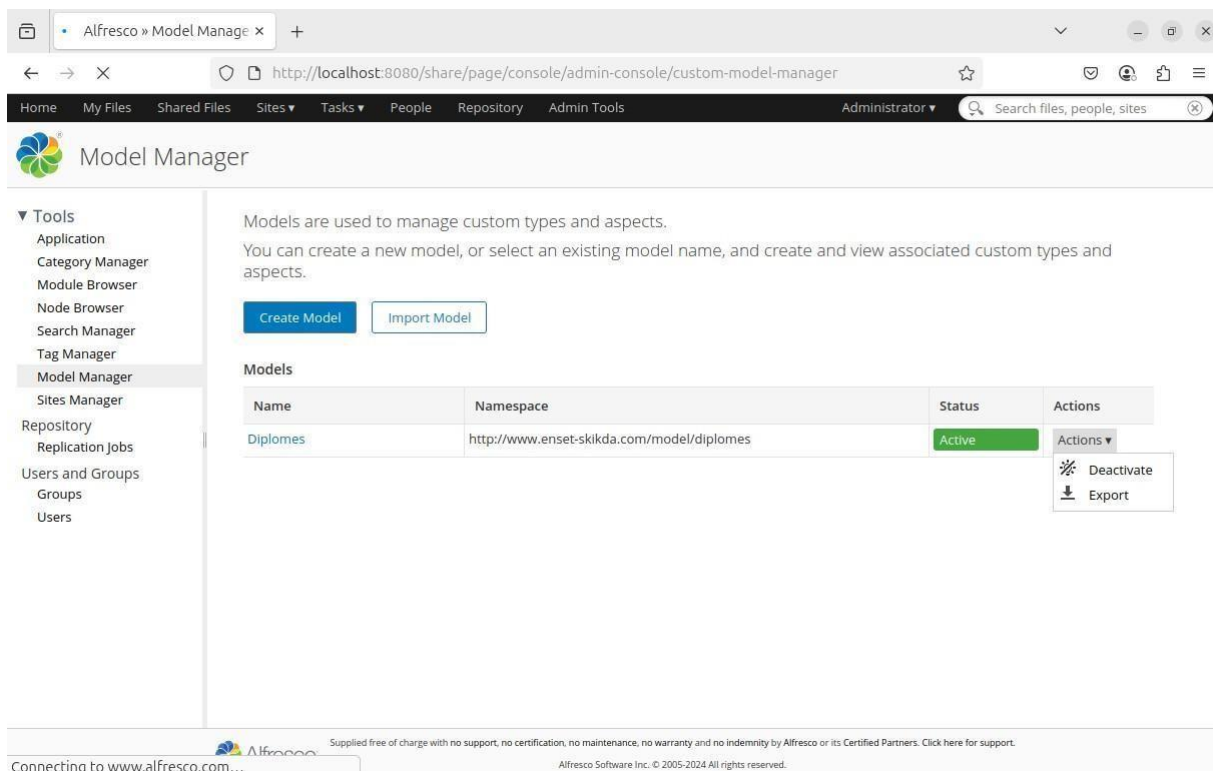 Alfresco » Model Manage
http://localhost:8080/share/page/console/admin-console/custom-model-manager
Home My Files Shared Files Sites▾ Tasks▾ People Repository Admin Tools Administrator▾ Search files, people, sites
Model Manager
▼ Tools
Application
Category Manager
Module Browser
Node Browser
Search Manager
Tag Manager
Model Manager
Sites Manager
Repository
Replication Jobs
Users and Groups
Groups
Users
Models are used to manage custom types and aspects.
You can create a new model, or select an existing model name, and create and view associated custom types and
aspects.
Create Model Import Model
Models
Name Namespace Status Actions
Diplomes http://www.enset-skikda.com/model/diplomes Active Actions ▾
Deactivate
Export
Alfresco
Supplied free of charge with no support, no certification, no maintenance, no warranty and no indemnity by Alfresco or its Certified Partners. Click here for support.
Alfresco Software Inc. © 2005-2024 All rights reserved.
Connecting to www.alfresco.com...